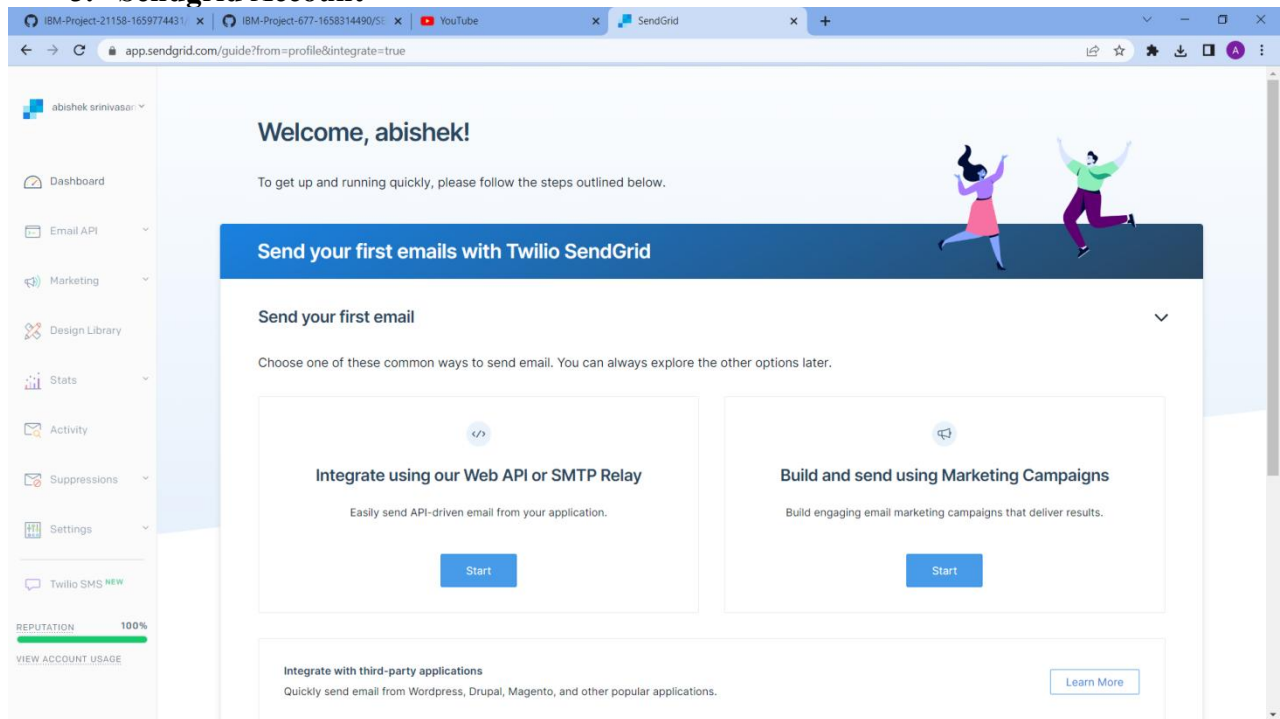 5. Sendgrid Account
IBM-Project-21158-1659774431/
IBM-Project-677-1658314490/SE
YouTube
SendGrid
app.sendgrid.com/guide?from=profile&integrate=true
A
abishek srinivasan
Welcome, abishek!
To get up and running quickly, please follow the steps outlined below.
Dashboard
Email API
Marketing
Design Library
Stats
Activity
Suppressions
Settings
Twilio SMS NEW
REPUTATION 100%
VIEW ACCOUNT USAGE
Send your first emails with Twilio SendGrid
Send your first email
Choose one of these common ways to send email. You can always explore the other options later.
Integrate using our Web API or SMTP Relay
Easily send API-driven email from your application.
Start
Build and send using Marketing Campaigns
Build engaging email marketing campaigns that deliver results.
Start
Integrate with third-party applications
Quickly send email from Wordpress, Drupal, Magento, and other popular applications.
Learn More